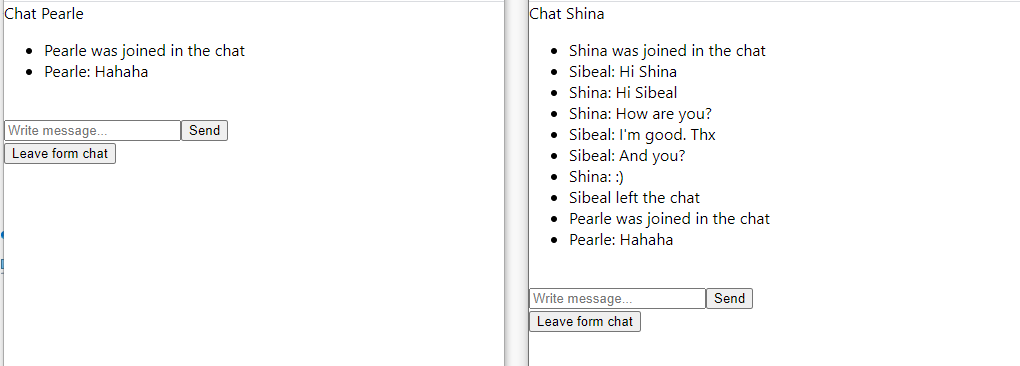 Chat Pearle
Pearle was joined in the chat
Pearle: Hahaha
Write message...
Send
Leave form chat
Chat Shina
Shina was joined in the chat
Sibeal: Hi Shina
Shina: Hi Sibeal
Shina: How are you?
Sibeal: I'm good. Thx
Sibeal: And you?
Shina: :)
Sibeal left the chat
Pearle was joined in the chat
Pearle: Hahaha
Write message...
Send
Leave form chat